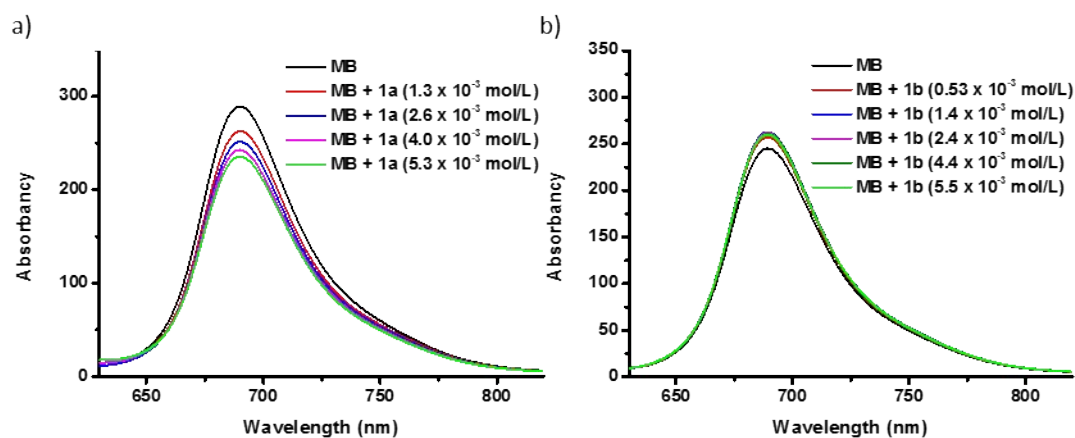 a)
MB
MB + 1a (1.3 x 10⁻³ mol/L)
MB + 1a (2.6 x 10⁻³ mol/L)
MB + 1a (4.0 x 10⁻³ mol/L)
MB + 1a (5.3 x 10⁻³ mol/L)
300
200
100
0
Absorbancy
650 700 750 800
Wavelength (nm)
b)
MB
MB + 1b (0.53 x 10⁻³ mol/L)
MB + 1b (1.4 x 10⁻³ mol/L)
MB + 1b (2.4 x 10⁻³ mol/L)
MB + 1b (4.4 x 10⁻³ mol/L)
MB + 1b (5.5 x 10⁻³ mol/L)
350
300
250
200
150
100
50
0
Absorbancy
650 700 750 800
Wavelength (nm)